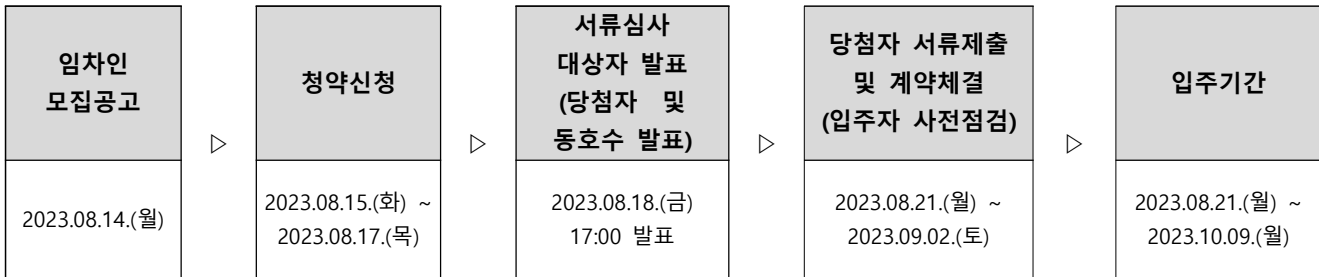 임차인
모집공고
2023.08.14.(월)
▷
청약신청
2023.08.15.(화) ~
2023.08.17.(목)
▷
서류심사
대상자 발표
(당첨자 및
동호수 발표)
2023.08.18.(금)
17:00 발표
▷
당첨자 서류제출
및 계약체결
(입주자 사전점검)
2023.08.21.(월) ~
2023.09.02.(토)
▷
입주기간
2023.08.21.(월) ~
2023.10.09.(월)